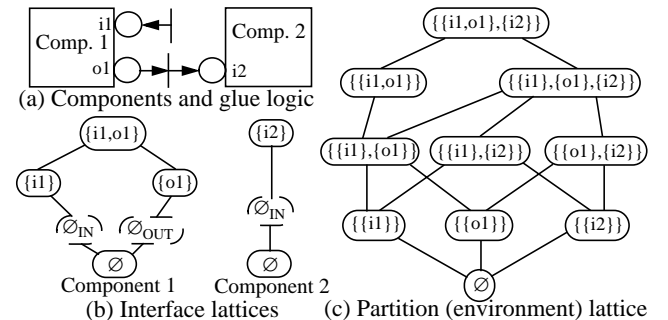 i1
Comp. 1
o1
Comp. 2
i2
(a) Components and glue logic
{i1,o1}
{i1}
{o1}
∅IN
∅OUT
∅
Component 1
{i2}
∅IN
∅
Component 2
(b) Interface lattices
{{i1,o1},{i2}}
{{i1,o1}}
{{i1},{o1},{i2}}
{{i1},{o1}}
{{i1},{i2}}
{{o1},{i2}}
{{i1}}
{{o1}}
{{i2}}
∅
(c) Partition (environment) lattice